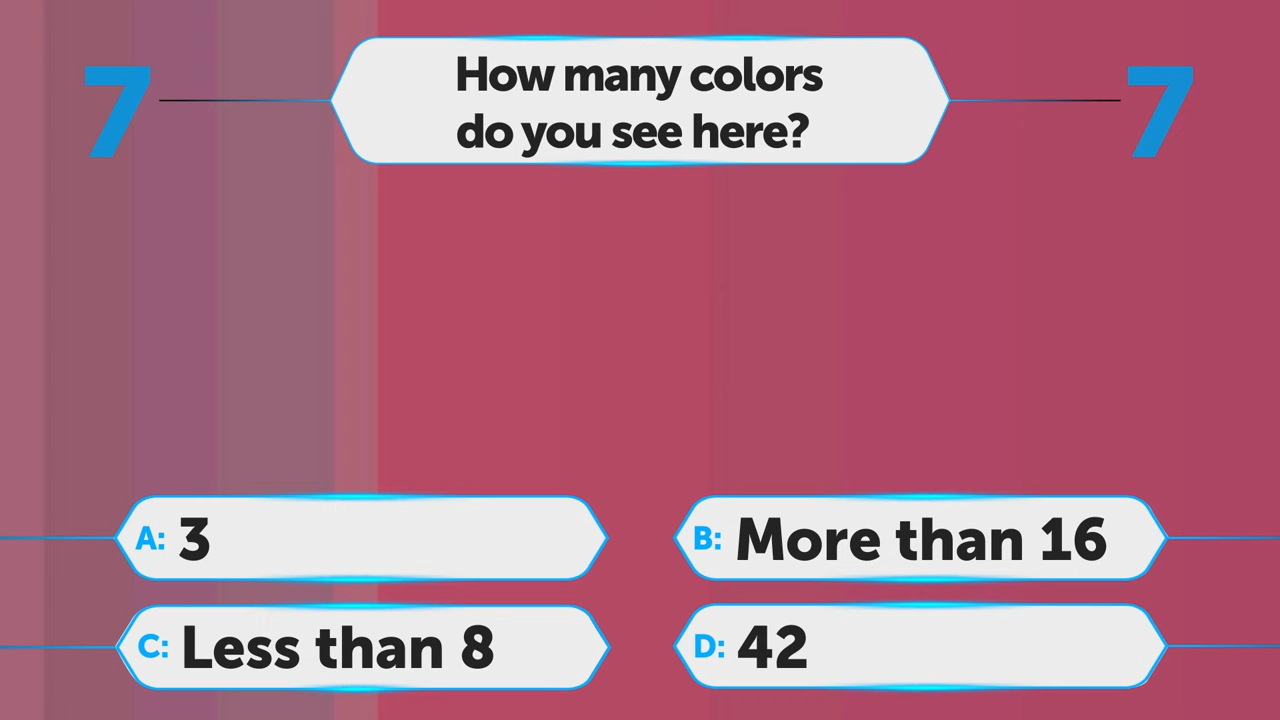 7
How many colors
do you see here?
7
A: 3
B: More than 16
C: Less than 8
D: 42